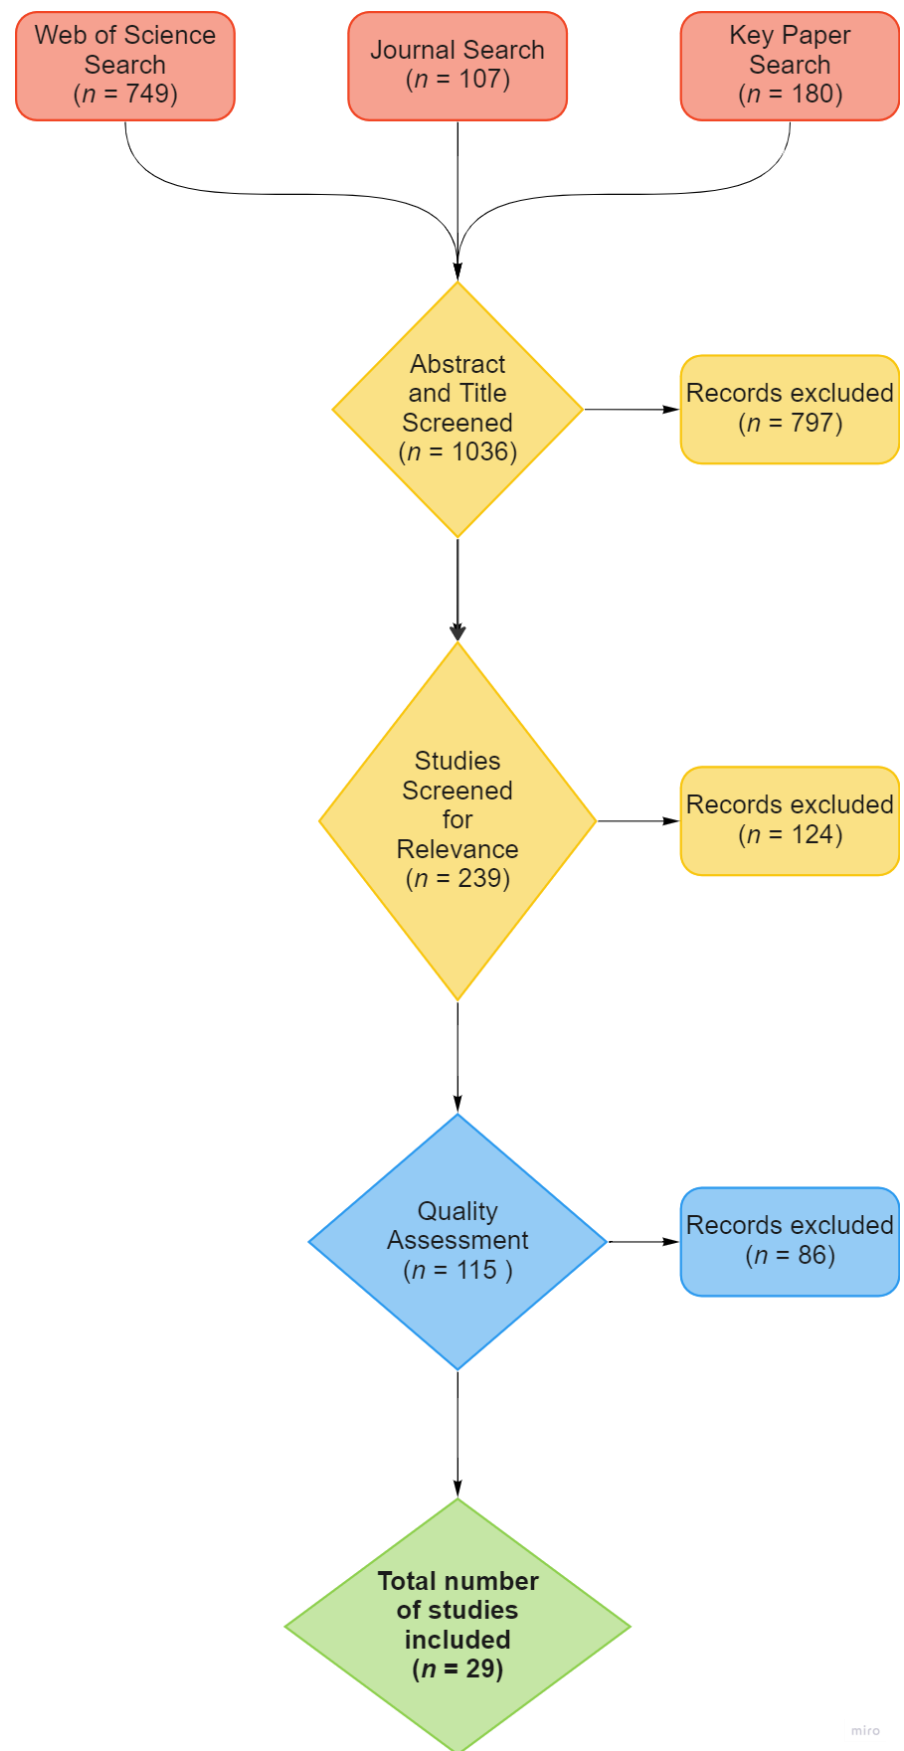 Web of Science
Search
(n = 749)
Journal Search
(n = 107)
Key Paper
Search
(n = 180)
Abstract
and Title
Screened
(n = 1036)
Records excluded
(n = 797)
Studies
Screened
for
Relevance
(n = 239)
Records excluded
(n = 124)
Quality
Assessment
(n = 115 )
Records excluded
(n = 86)
Total number
of studies
included
(n = 29)
miro